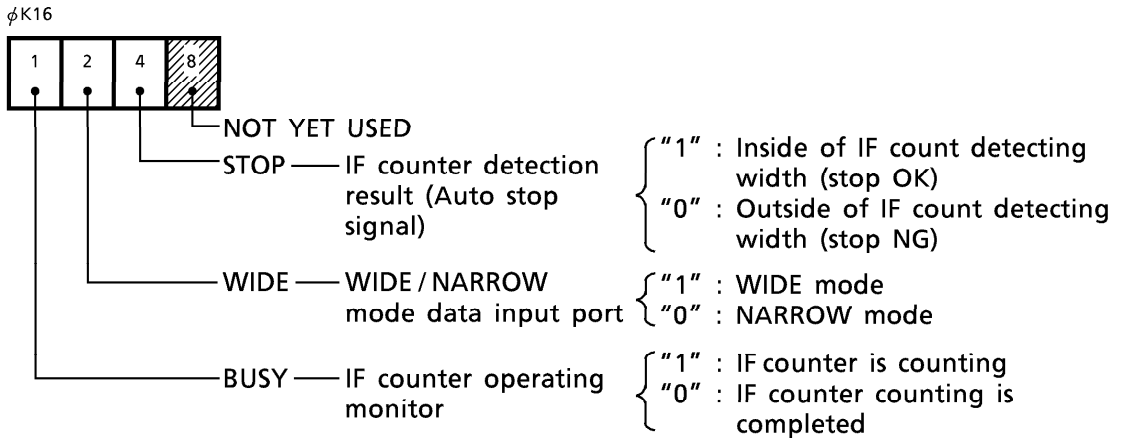 ϕK16
1 2 4 8
NOT YET USED
STOP IF counter detection result (Auto stop signal)
"1" : Inside of IF count detecting width (stop OK)
"0" : Outside of IF count detecting width (stop NG)
WIDE WIDE / NARROW mode data input port
"1" : WIDE mode
"0" : NARROW mode
BUSY IF counter operating monitor
"1" : IF counter is counting
"0" : IF counter counting is completed